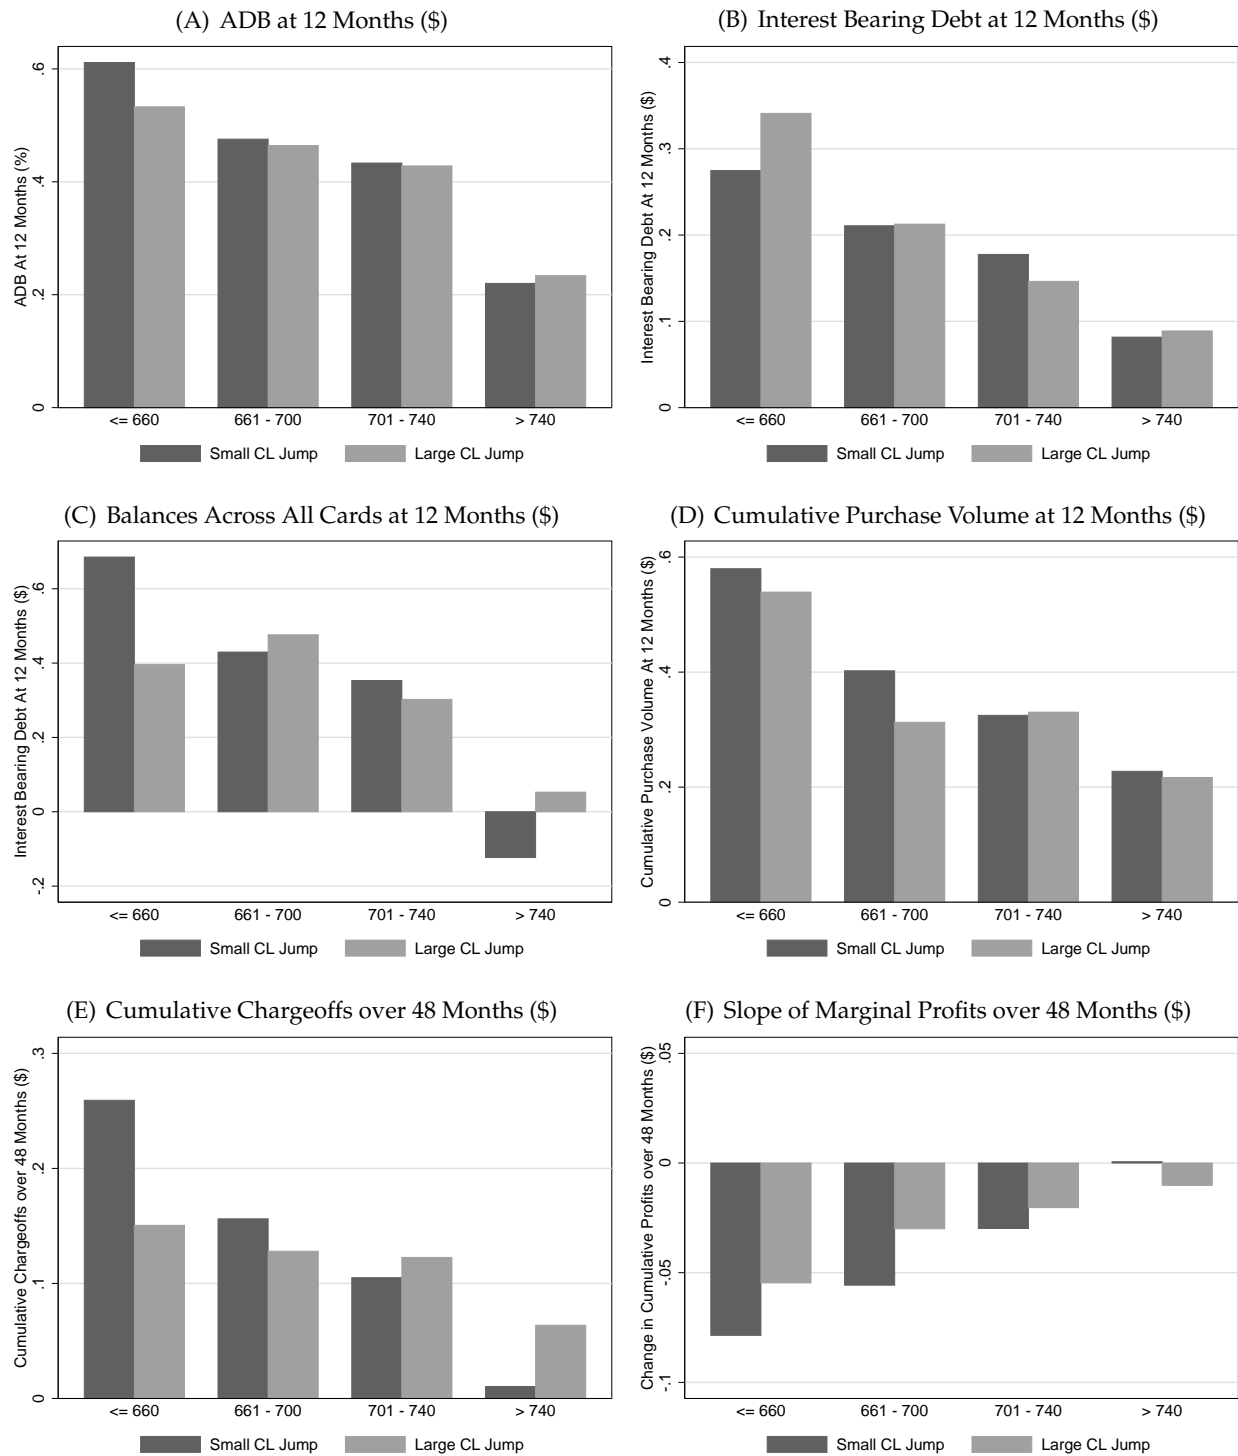 (A) ADB at 12 Months ($)
ADB At 12 Months (%)
.6
.4
.2
0
<= 660
661 - 700
701 - 740
> 740
Small CL Jump
Large CL Jump
(B) Interest Bearing Debt at 12 Months ($)
Interest Bearing Debt At 12 Months ($)
.4
.3
.2
.1
0
<= 660
661 - 700
701 - 740
> 740
Small CL Jump
Large CL Jump
(C) Balances Across All Cards at 12 Months ($)
Interest Bearing Debt At 12 Months ($)
.6
.4
.2
0
-.2
<= 660
661 - 700
701 - 740
> 740
Small CL Jump
Large CL Jump
(D) Cumulative Purchase Volume at 12 Months ($)
Cumulative Purchase Volume At 12 Months ($)
.6
.4
.2
0
<= 660
661 - 700
701 - 740
> 740
Small CL Jump
Large CL Jump
(E) Cumulative Chargeoffs over 48 Months ($)
Cumulative Chargeoffs over 48 Months ($)
.3
.2
.1
0
<= 660
661 - 700
701 - 740
> 740
Small CL Jump
Large CL Jump
(F) Slope of Marginal Profits over 48 Months ($)
Change in Cumulative Profits over 48 Months ($)
.05
0
-.05
-.1
<= 660
661 - 700
701 - 740
> 740
Small CL Jump
Large CL Jump